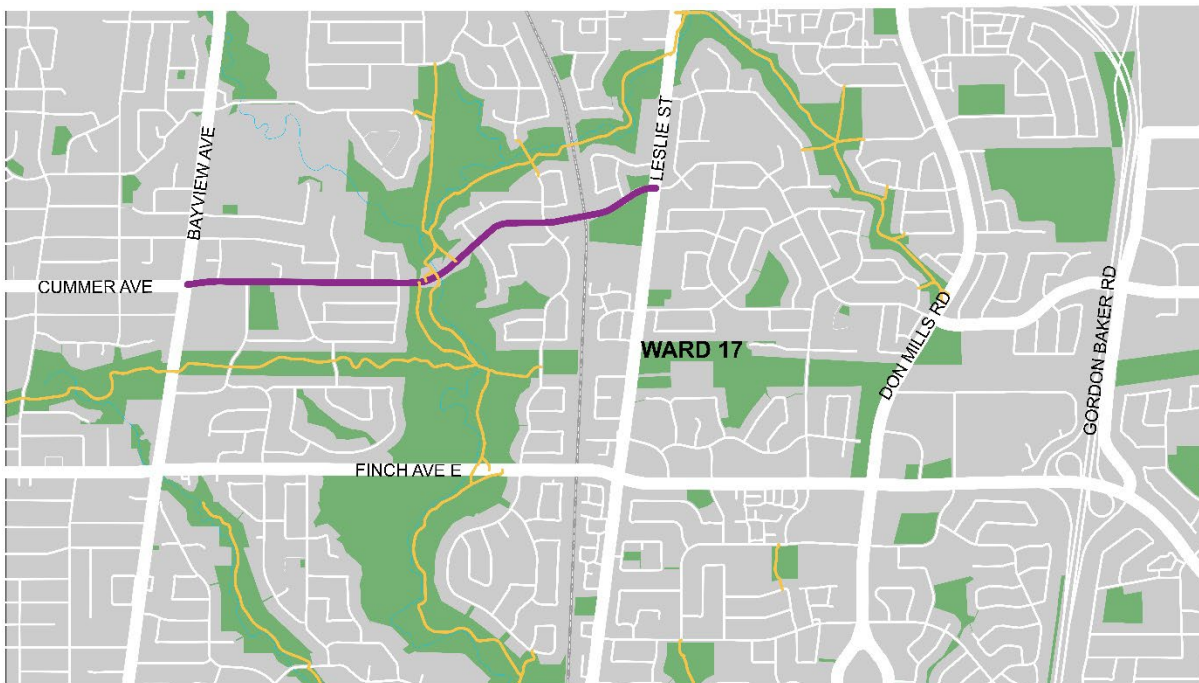 BAYVIEW AVE
LESLIE ST
CUMMER AVE
WARD 17
DON MILLS RD
GORDON BAKER RD
FINCH AVE E